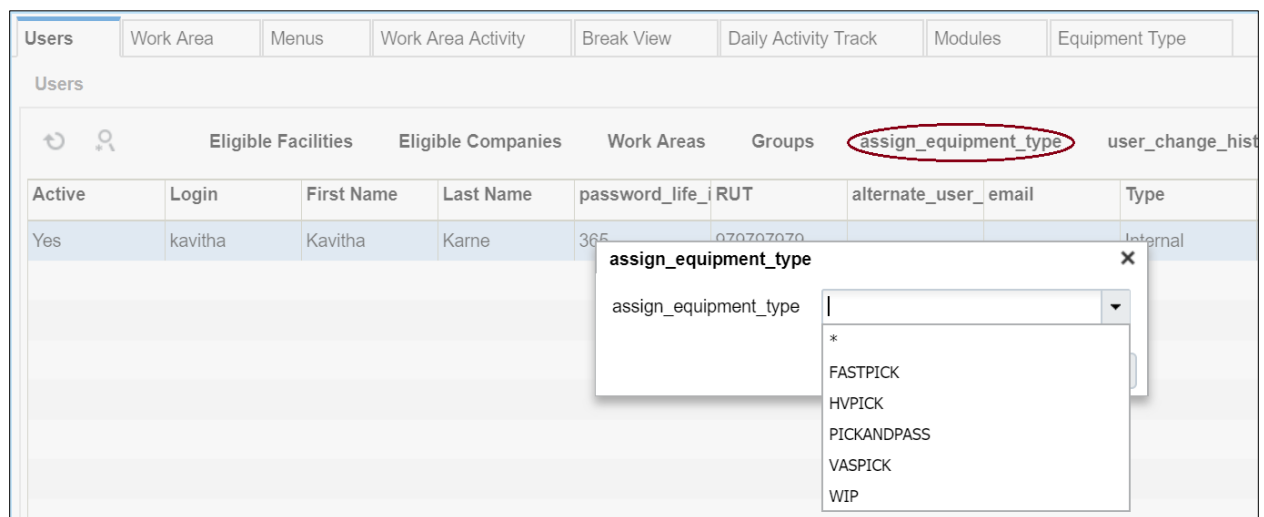 Users Work Area Menus Work Area Activity Break View Daily Activity Track Modules Equipment Type
Users
Eligible Facilities Eligible Companies Work Areas Groups assign_equipment_type user_change_hist
Active Login First Name Last Name password_life_i RUT alternate_user_ email Type
Yes kavitha Kavitha Karne 365 979797979 Internal
assign_equipment_type
assign_equipment_type
*
FASTPICK
HVPICK
PICKANDPASS
VASPICK
WIP